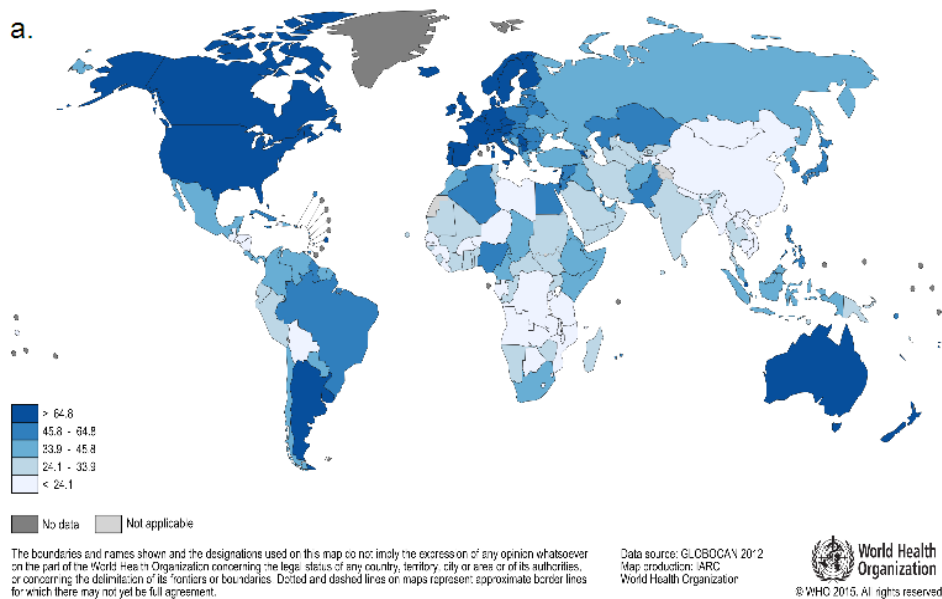 a.
> 64.8
45.8 - 64.8
33.9 - 45.8
24.1 - 33.9
< 24.1
No data
Not applicable
The boundaries and names shown and the designations used on this map do not imply the expression of any opinion whatsoever
on the part of the World Health Organization concerning the legal status of any country, territory, city or area or of its authorities,
or concerning the delimitation of its frontiers or boundaries. Dotted and dashed lines on maps represent approximate border lines
for which there may not yet be full agreement.
Data source: GLOBOCAN 2012
Map production: IARC
World Health Organization
World Health
Organization
© WHO 2015. All rights reserved